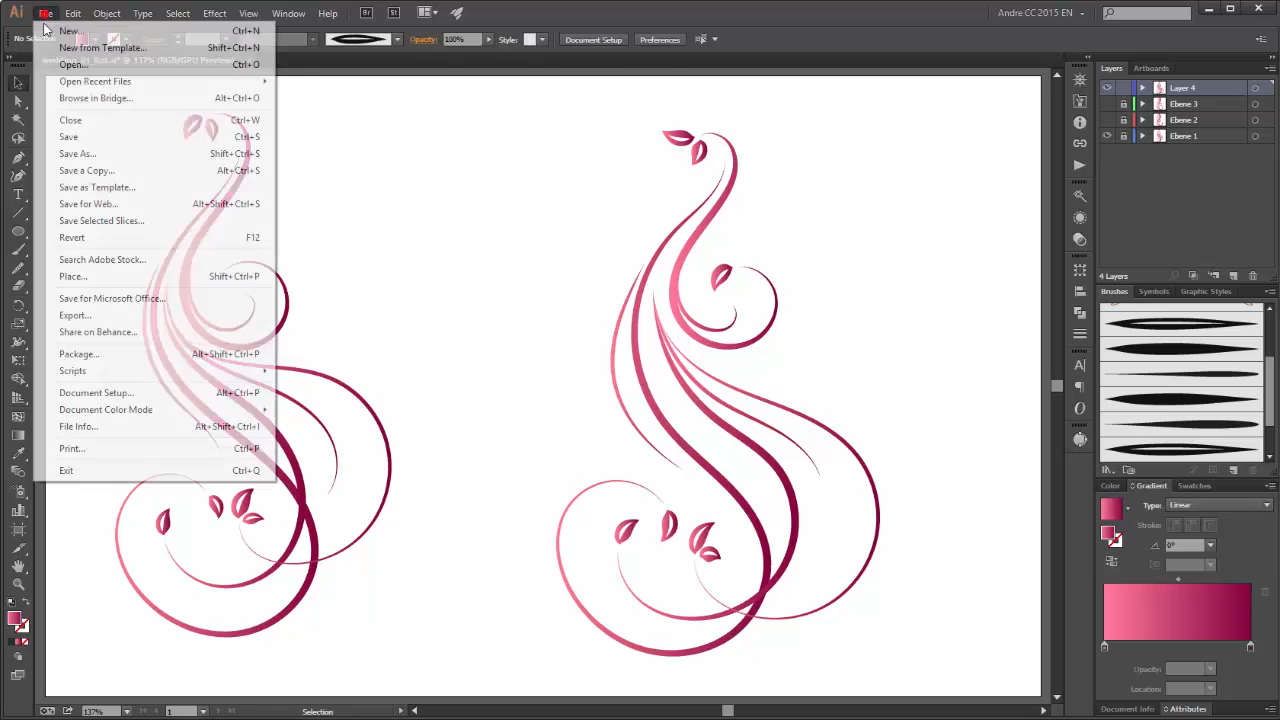 Ai File Edit Object Type Select Effect View Window Help Br St Andre CC 2015 EN
Opacity: 100% Style: Document Setup Preferences
New... Ctrl+N
New from Template... Shift+Ctrl+N
Open... Ctrl+O
Open Recent Files
Browse in Bridge... Alt+Ctrl+O
Close Ctrl+W
Save Ctrl+S
Save As... Shift+Ctrl+S
Save a Copy... Alt+Ctrl+S
Save as Template...
Save for Web... Alt+Shift+Ctrl+S
Save Selected Slices...
Revert F12
Search Adobe Stock...
Place... Shift+Ctrl+P
Save for Microsoft Office...
Export...
Share on Behance...
Package... Alt+Shift+Ctrl+P
Scripts
Document Setup... Alt+Ctrl+P
Document Color Mode
File Info... Alt+Shift+Ctrl+I
Print... Ctrl+P
Exit Ctrl+Q
Layers Artboards
Layer 4
Ebene 3
Ebene 2
Ebene 1
4 Layers
Brushes Symbols Graphic Styles
Color Gradient Swatches
Type: Linear
Stroke:
0°
Opacity:
Location:
137% 1 Selection
Document Info Attributes